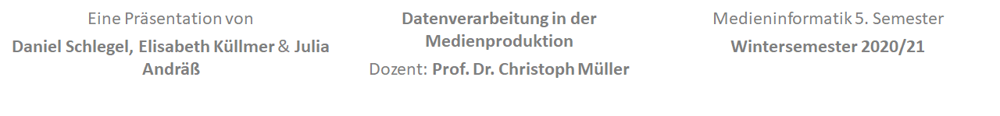 Eine Präsentation von
Daniel Schlegel, Elisabeth Küllmer & Julia
Andräß
Datenverarbeitung in der
Medienproduktion
Dozent: Prof. Dr. Christoph Müller
Medieninformatik 5. Semester
Wintersemester 2020/21